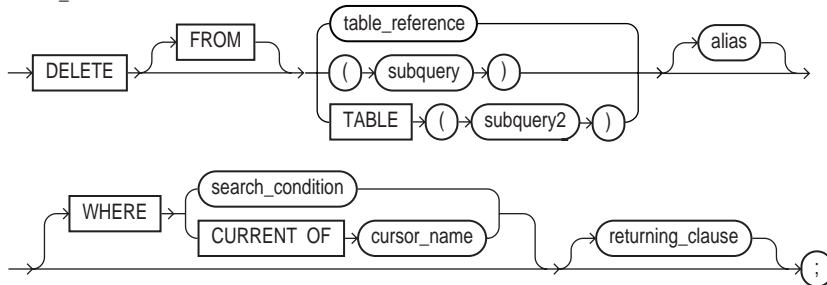 table_reference
FROM alias
DELETE ( subquery )
TABLE ( subquery2 )
search_condition
WHERE returning_clause
CURRENT OF cursor_name
;